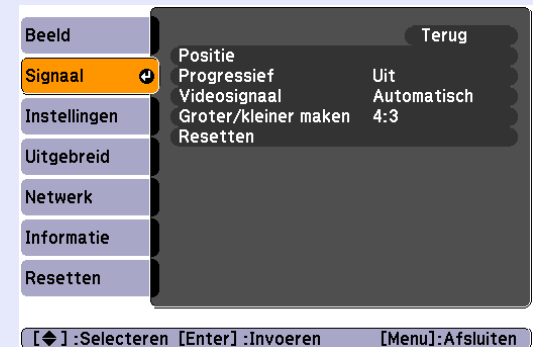 Beeld
Signaal
Instellingen
Uitgebreid
Netwerk
Informatie
Resetten
Terug
Positie
Progressief Uit
Videosignaal Automatisch
Groter/kleiner maken 4:3
Resetten
[◆] :Selecteren [Enter] :Invoeren [Menu]:Afsluiten